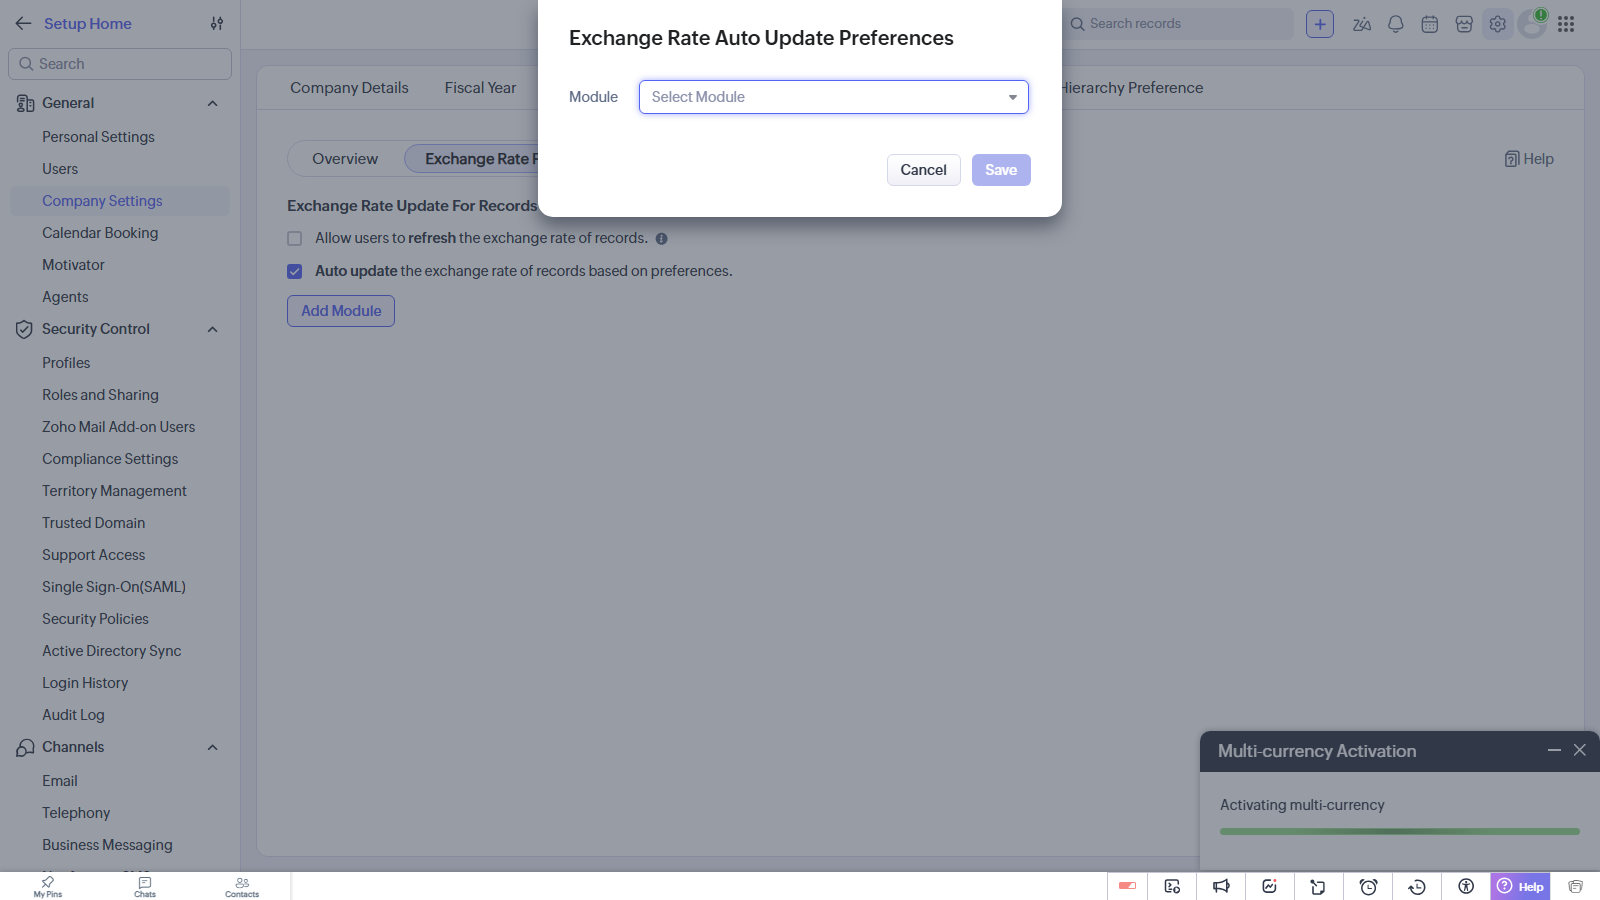 Setup Home
Search
General
Personal Settings
Users
Company Settings
Calendar Booking
Motivator
Agents
Security Control
Profiles
Roles and Sharing
Zoho Mail Add-on Users
Compliance Settings
Territory Management
Trusted Domain
Support Access
Single Sign-On(SAML)
Security Policies
Active Directory Sync
Login History
Audit Log
Channels
Email
Telephony
Business Messaging
Search records
Company Details
Fiscal Year
Hierarchy Preference
Overview
Exchange Rate
Help
Exchange Rate Update For Records
Allow users to refresh the exchange rate of records.
Auto update the exchange rate of records based on preferences.
Add Module
Exchange Rate Auto Update Preferences
Module
Select Module
Cancel
Save
Multi-currency Activation
Activating multi-currency
My Pins
Chats
Contacts
Help